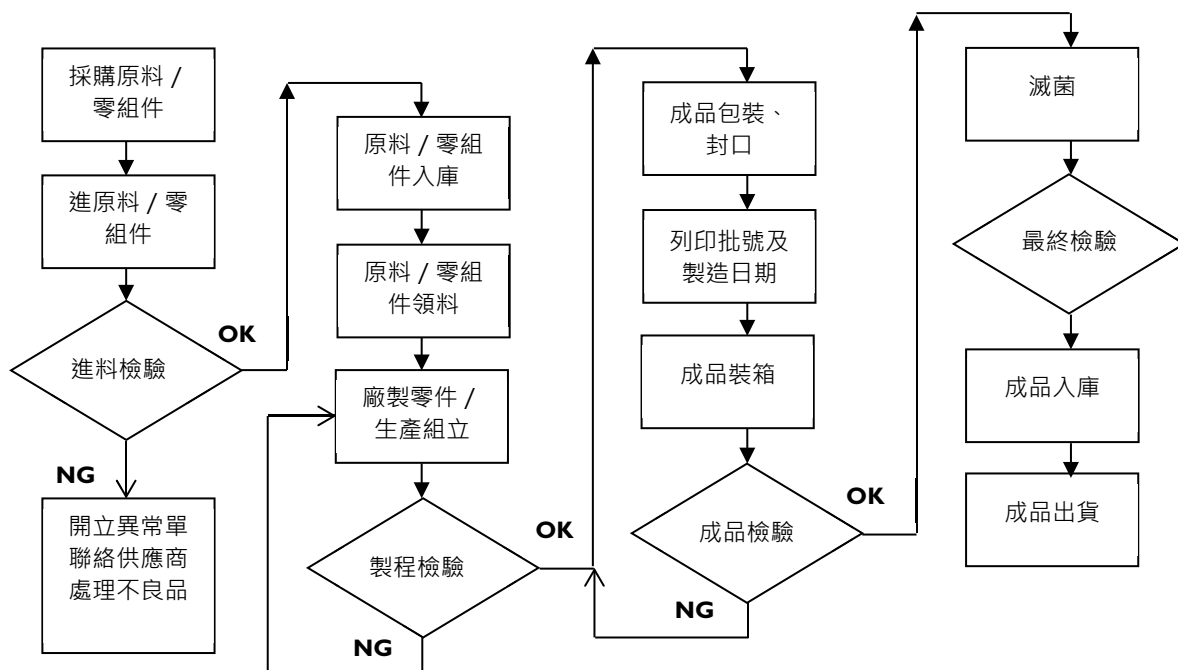 採購原料 /
零組件
進原料 / 零
組件
進料檢驗
OK
NG
開立異常單
聯絡供應商
處理不良品
原料 / 零組
件入庫
原料 / 零組
件領料
廠製零件 /
生產組立
製程檢驗
OK
NG
成品包裝、
封口
列印批號及
製造日期
成品裝箱
成品檢驗
OK
NG
滅菌
最終檢驗
成品入庫
成品出貨